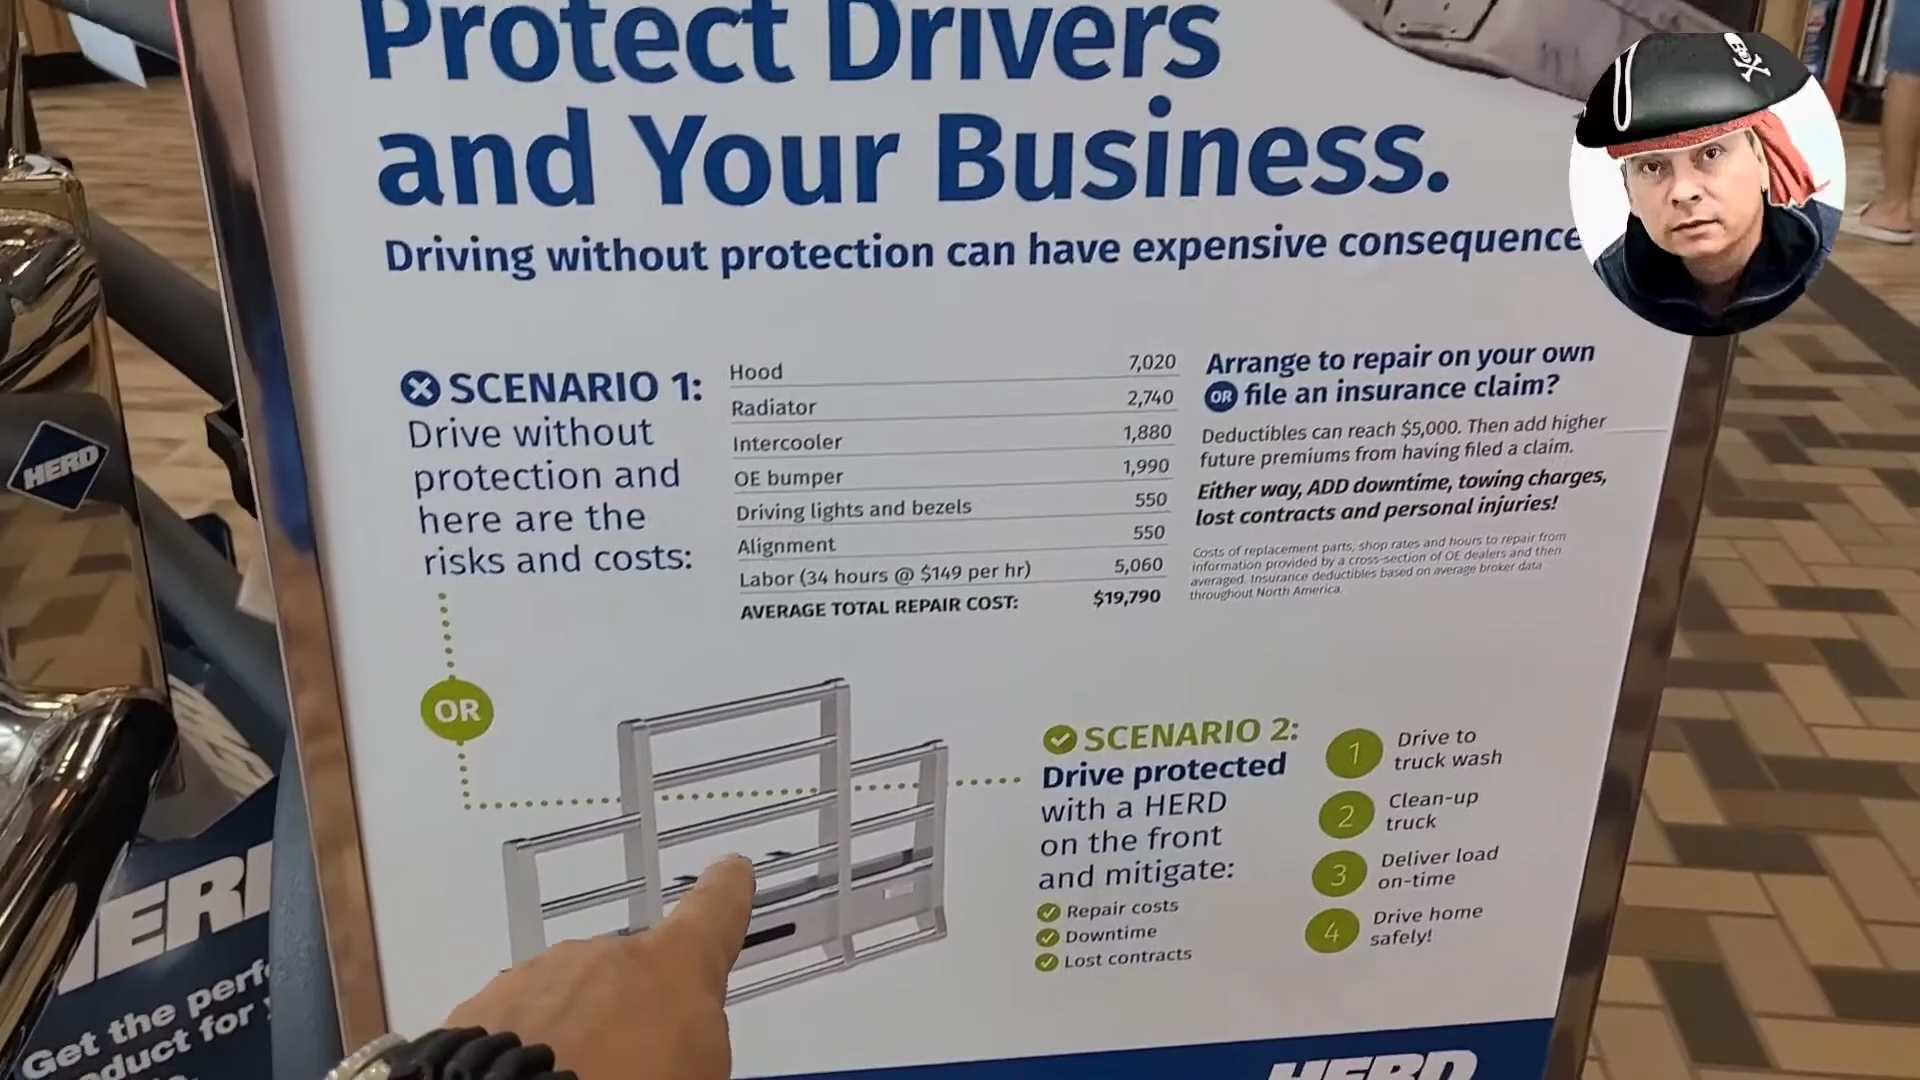 Protect Drivers
and Your Business.
Driving without protection can have expensive consequence
SCENARIO 1:
Drive without
protection and
here are the
risks and costs:
Hood 7,020
Radiator 2,740
Intercooler 1,880
OE bumper 1,990
Driving lights and bezels 550
Alignment 550
Labor (34 hours @ $149 per hr) 5,060
AVERAGE TOTAL REPAIR COST: $19,790
Arrange to repair on your own
OR file an insurance claim?
Deductibles can reach $5,000. Then add higher
future premiums from having filed a claim.
Either way, ADD downtime, towing charges,
lost contracts and personal injuries!
Costs of replacement parts, shop rates and hours to repair from
information provided by a cross-section of OE dealers and then
averaged. Insurance deductibles based on average broker data
throughout North America.
OR
SCENARIO 2:
Drive protected
with a HERD
on the front
and mitigate:
Repair costs
Downtime
Lost contracts
1 Drive to
truck wash
2 Clean-up
truck
3 Deliver load
on-time
4 Drive home
safely!
HERD
HERD
HERD
Get the perfe
oduct for